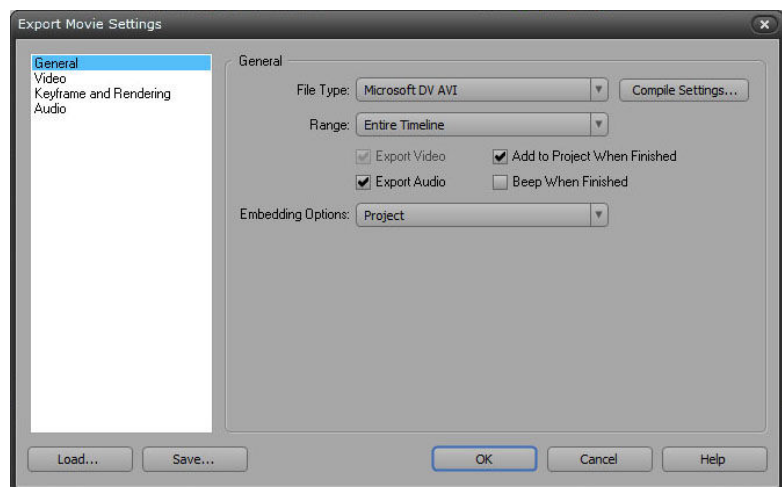 Export Movie Settings
General
Video
Keyframe and Rendering
Audio
General
File Type: Microsoft DV AVI Compile Settings...
Range: Entire Timeline
Export Video Add to Project When Finished
Export Audio Beep When Finished
Embedding Options: Project
Load... Save... OK Cancel Help